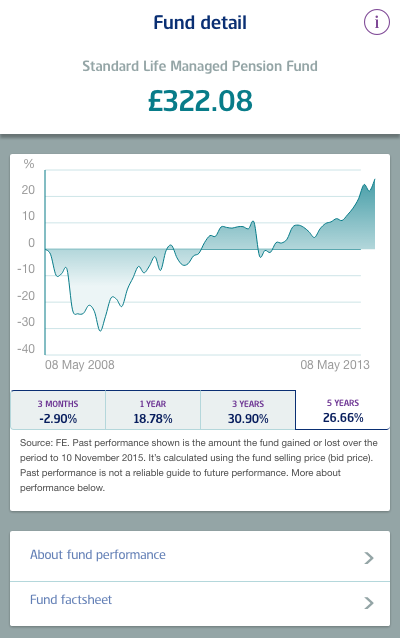 Fund detail
i
Standard Life Managed Pension Fund
£322.08
%
20
10
0
-10
-20
-30
-40
08 May 2008
08 May 2013
3 MONTHS
-2.90%
1 YEAR
18.78%
3 YEARS
30.90%
5 YEARS
26.66%
Source: FE. Past performance shown is the amount the fund gained or lost over the
period to 10 November 2015. It's calculated using the fund selling price (bid price).
Past performance is not a reliable guide to future performance. More about
performance below.
About fund performance
Fund factsheet